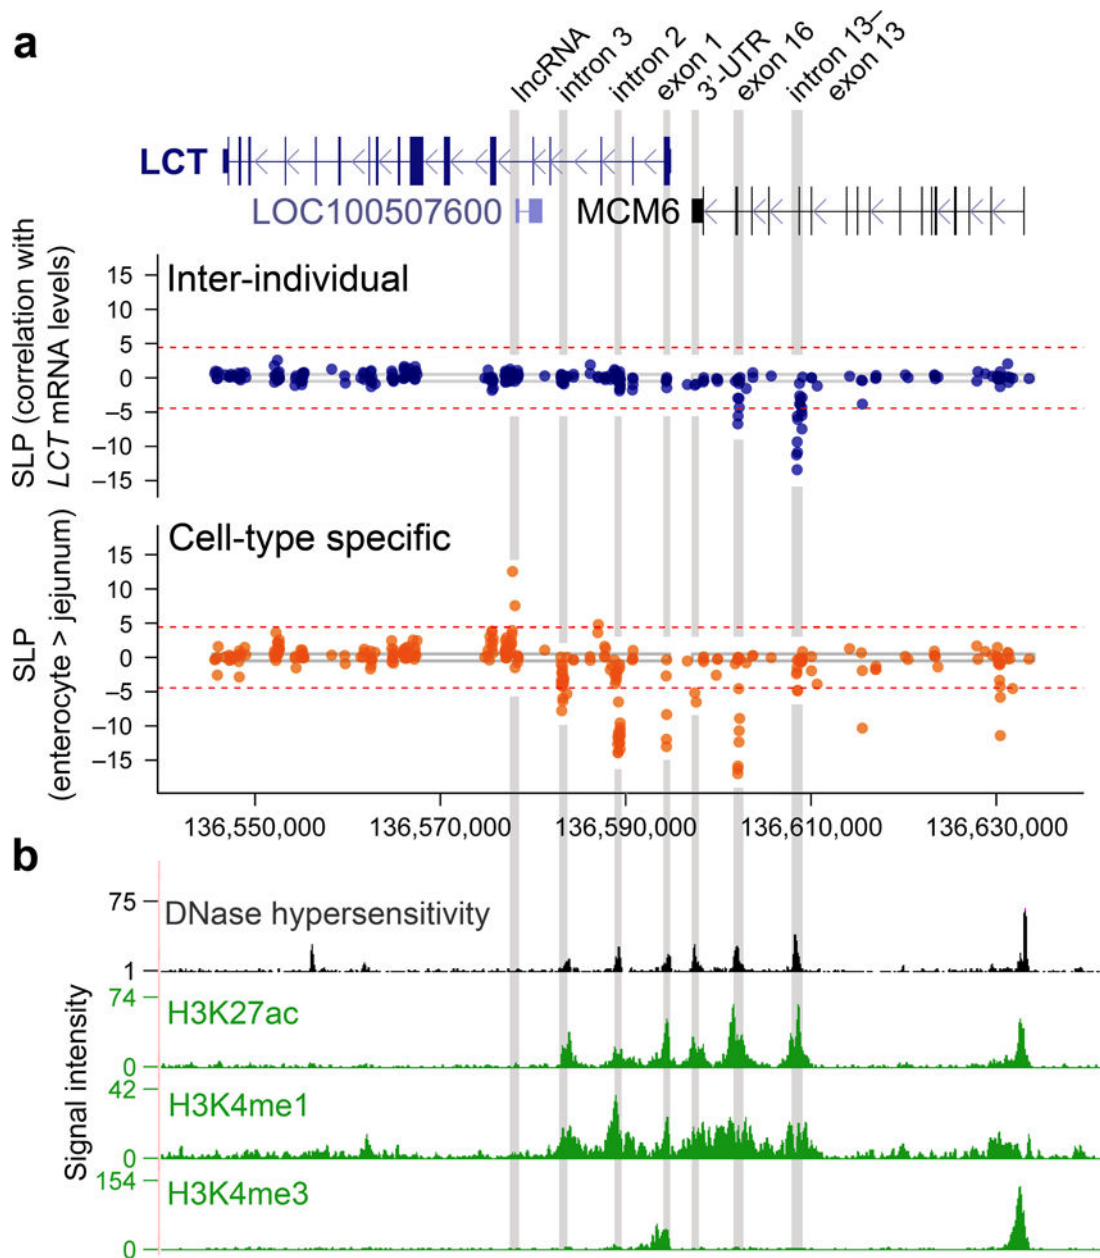 a
lncRNA
intron 3
intron 2
exon 1
3'-UTR
exon 16
intron 13–
exon 13
LCT
LOC100507600
MCM6
SLP (correlation with
LCT mRNA levels)
Inter-individual
15
10
5
0
−5
−10
−15
SLP
(enterocyte > jejunum)
Cell-type specific
15
10
5
0
−5
−10
−15
136,550,000
136,570,000
136,590,000
136,610,000
136,630,000
b
Signal intensity
75
DNase hypersensitivity
1
74
H3K27ac
0
42
H3K4me1
0
154
H3K4me3
0